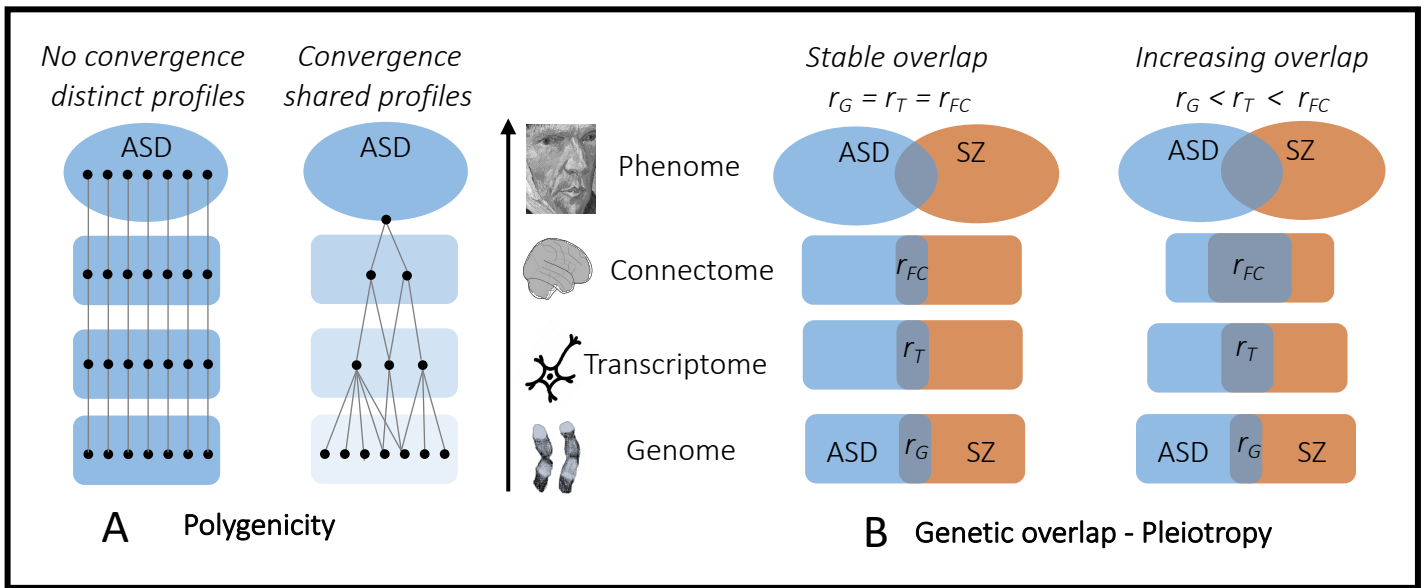 No convergence
distinct profiles
ASD
Convergence
shared profiles
ASD
Phenome
Connectome
Transcriptome
Genome
A Polygenicity
Stable overlap
r_G = r_T = r_FC
ASD SZ
r_FC
r_T
ASD r_G SZ
Increasing overlap
r_G < r_T < r_FC
ASD SZ
r_FC
r_T
ASD r_G SZ
B Genetic overlap - Pleiotropy